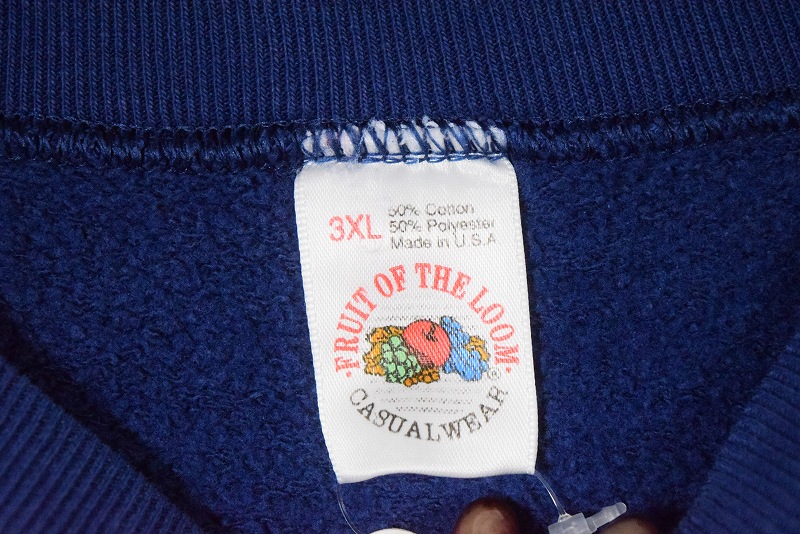 3XL
50% Cotton
50% Polyester
Made in U.S.A
·FRUIT OF THE LOOM·
®
CASUALWEAR